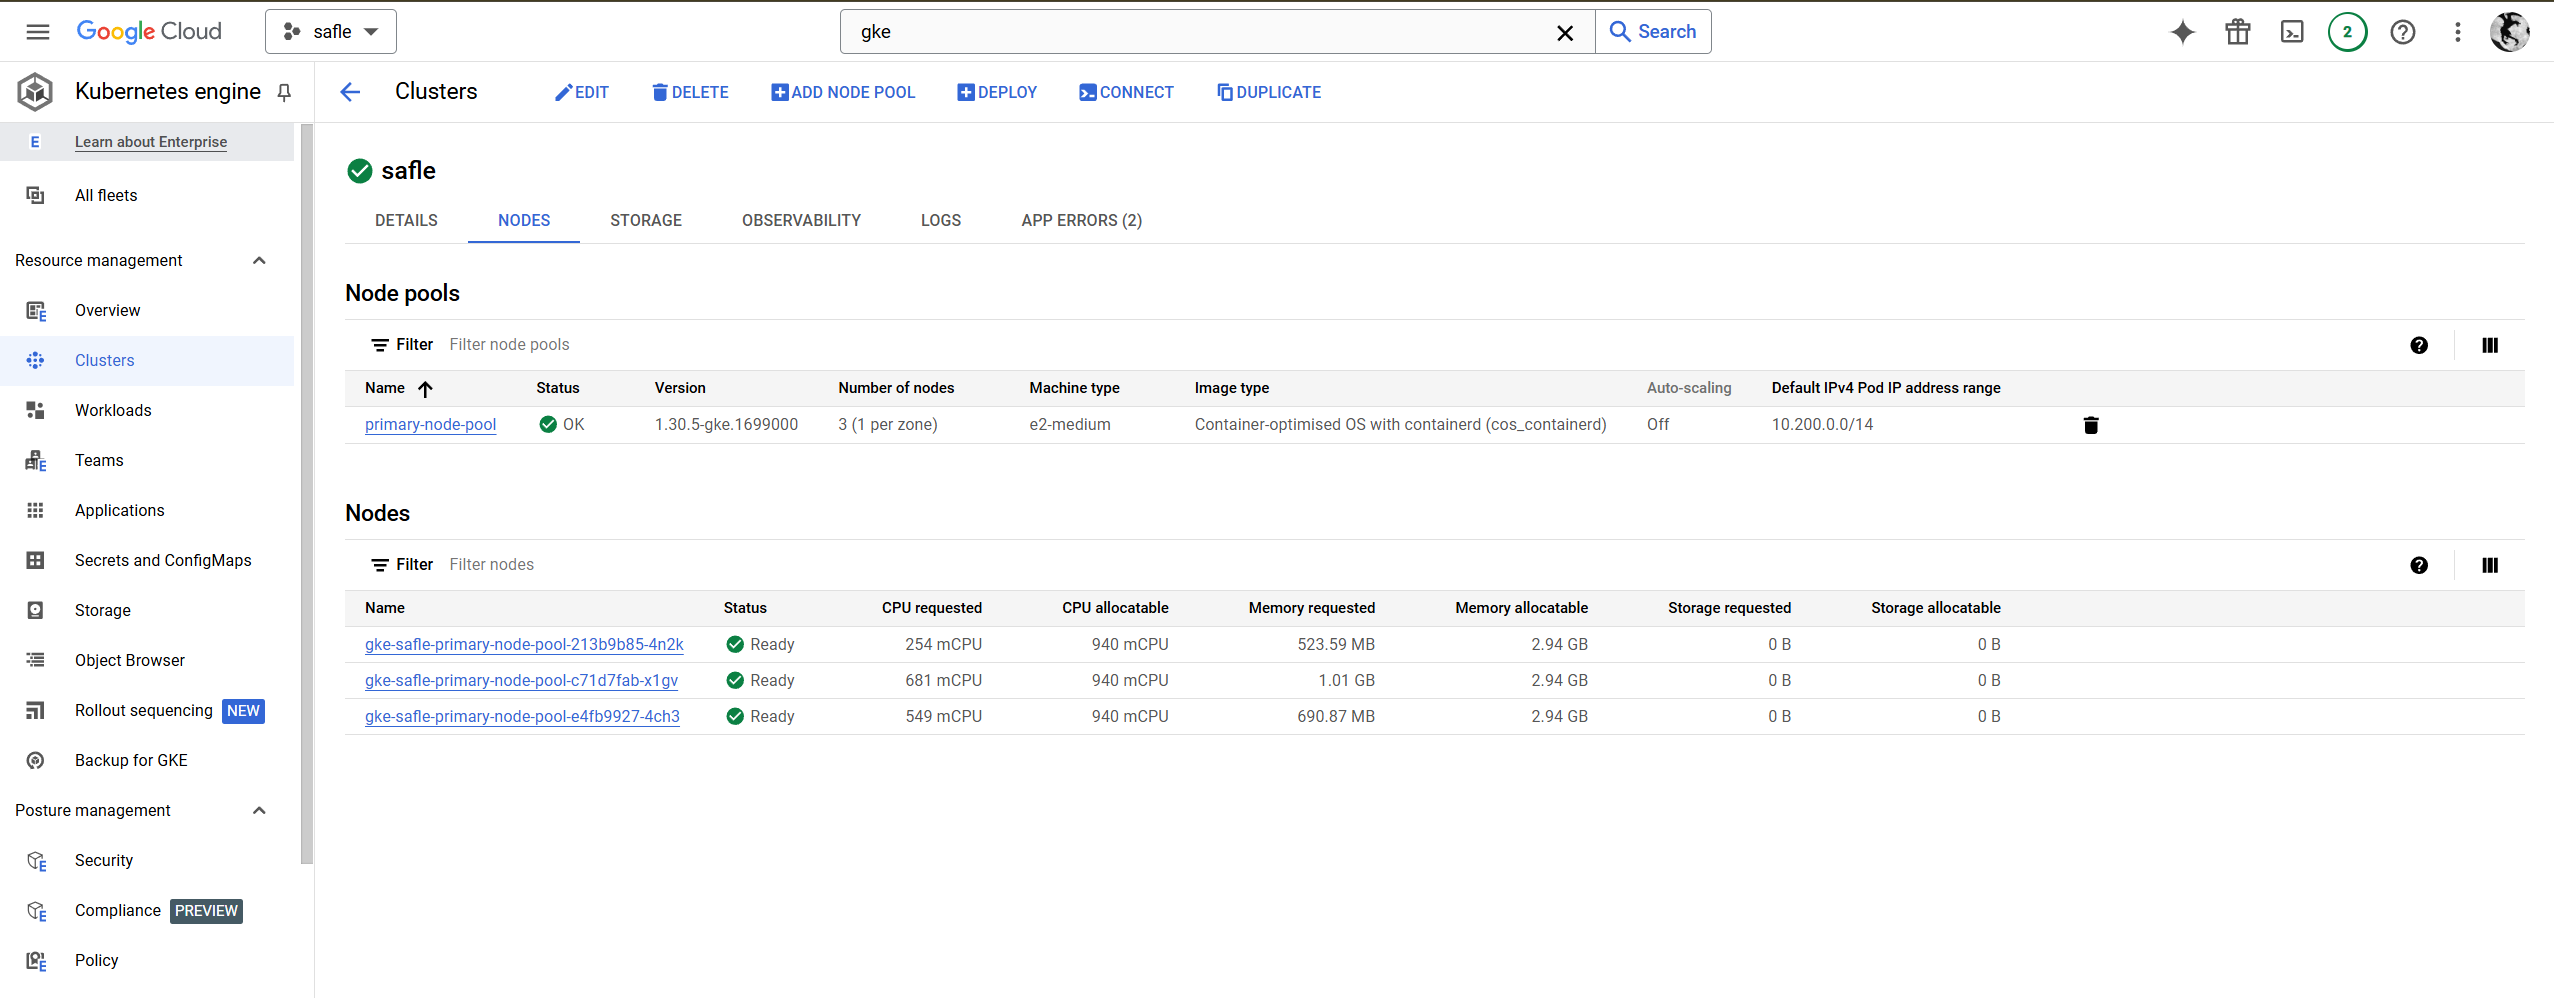 Google Cloud
safle
gke
Search
2
Kubernetes engine
Clusters
EDIT
DELETE
ADD NODE POOL
DEPLOY
CONNECT
DUPLICATE
E Learn about Enterprise
All fleets
Resource management
Overview
Clusters
Workloads
Teams
Applications
Secrets and ConfigMaps
Storage
Object Browser
Rollout sequencing NEW
Backup for GKE
Posture management
Security
Compliance PREVIEW
Policy
safle
DETAILS NODES STORAGE OBSERVABILITY LOGS APP ERRORS (2)
Node pools
Filter Filter node pools
Name Status Version Number of nodes Machine type Image type Auto-scaling Default IPv4 Pod IP address range
primary-node-pool OK 1.30.5-gke.1699000 3 (1 per zone) e2-medium Container-optimised OS with containerd (cos_containerd) Off 10.200.0.0/14
Nodes
Filter Filter nodes
Name Status CPU requested CPU allocatable Memory requested Memory allocatable Storage requested Storage allocatable
gke-safle-primary-node-pool-213b9b85-4n2k Ready 254 mCPU 940 mCPU 523.59 MB 2.94 GB 0 B 0 B
gke-safle-primary-node-pool-c71d7fab-x1gv Ready 681 mCPU 940 mCPU 1.01 GB 2.94 GB 0 B 0 B
gke-safle-primary-node-pool-e4fb9927-4ch3 Ready 549 mCPU 940 mCPU 690.87 MB 2.94 GB 0 B 0 B